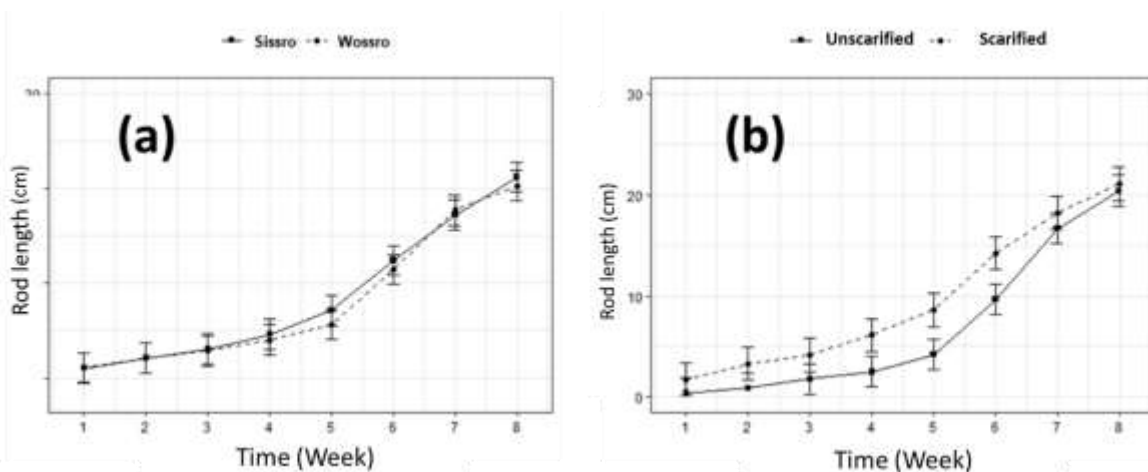 Sissro Wossro
(a)
Rod length (cm)
1 2 3 4 5 6 7 8
Time (Week)
Unscarified Scarified
30
(b)
20
Rod length (cm)
10
0
1 2 3 4 5 6 7 8
Time (Week)